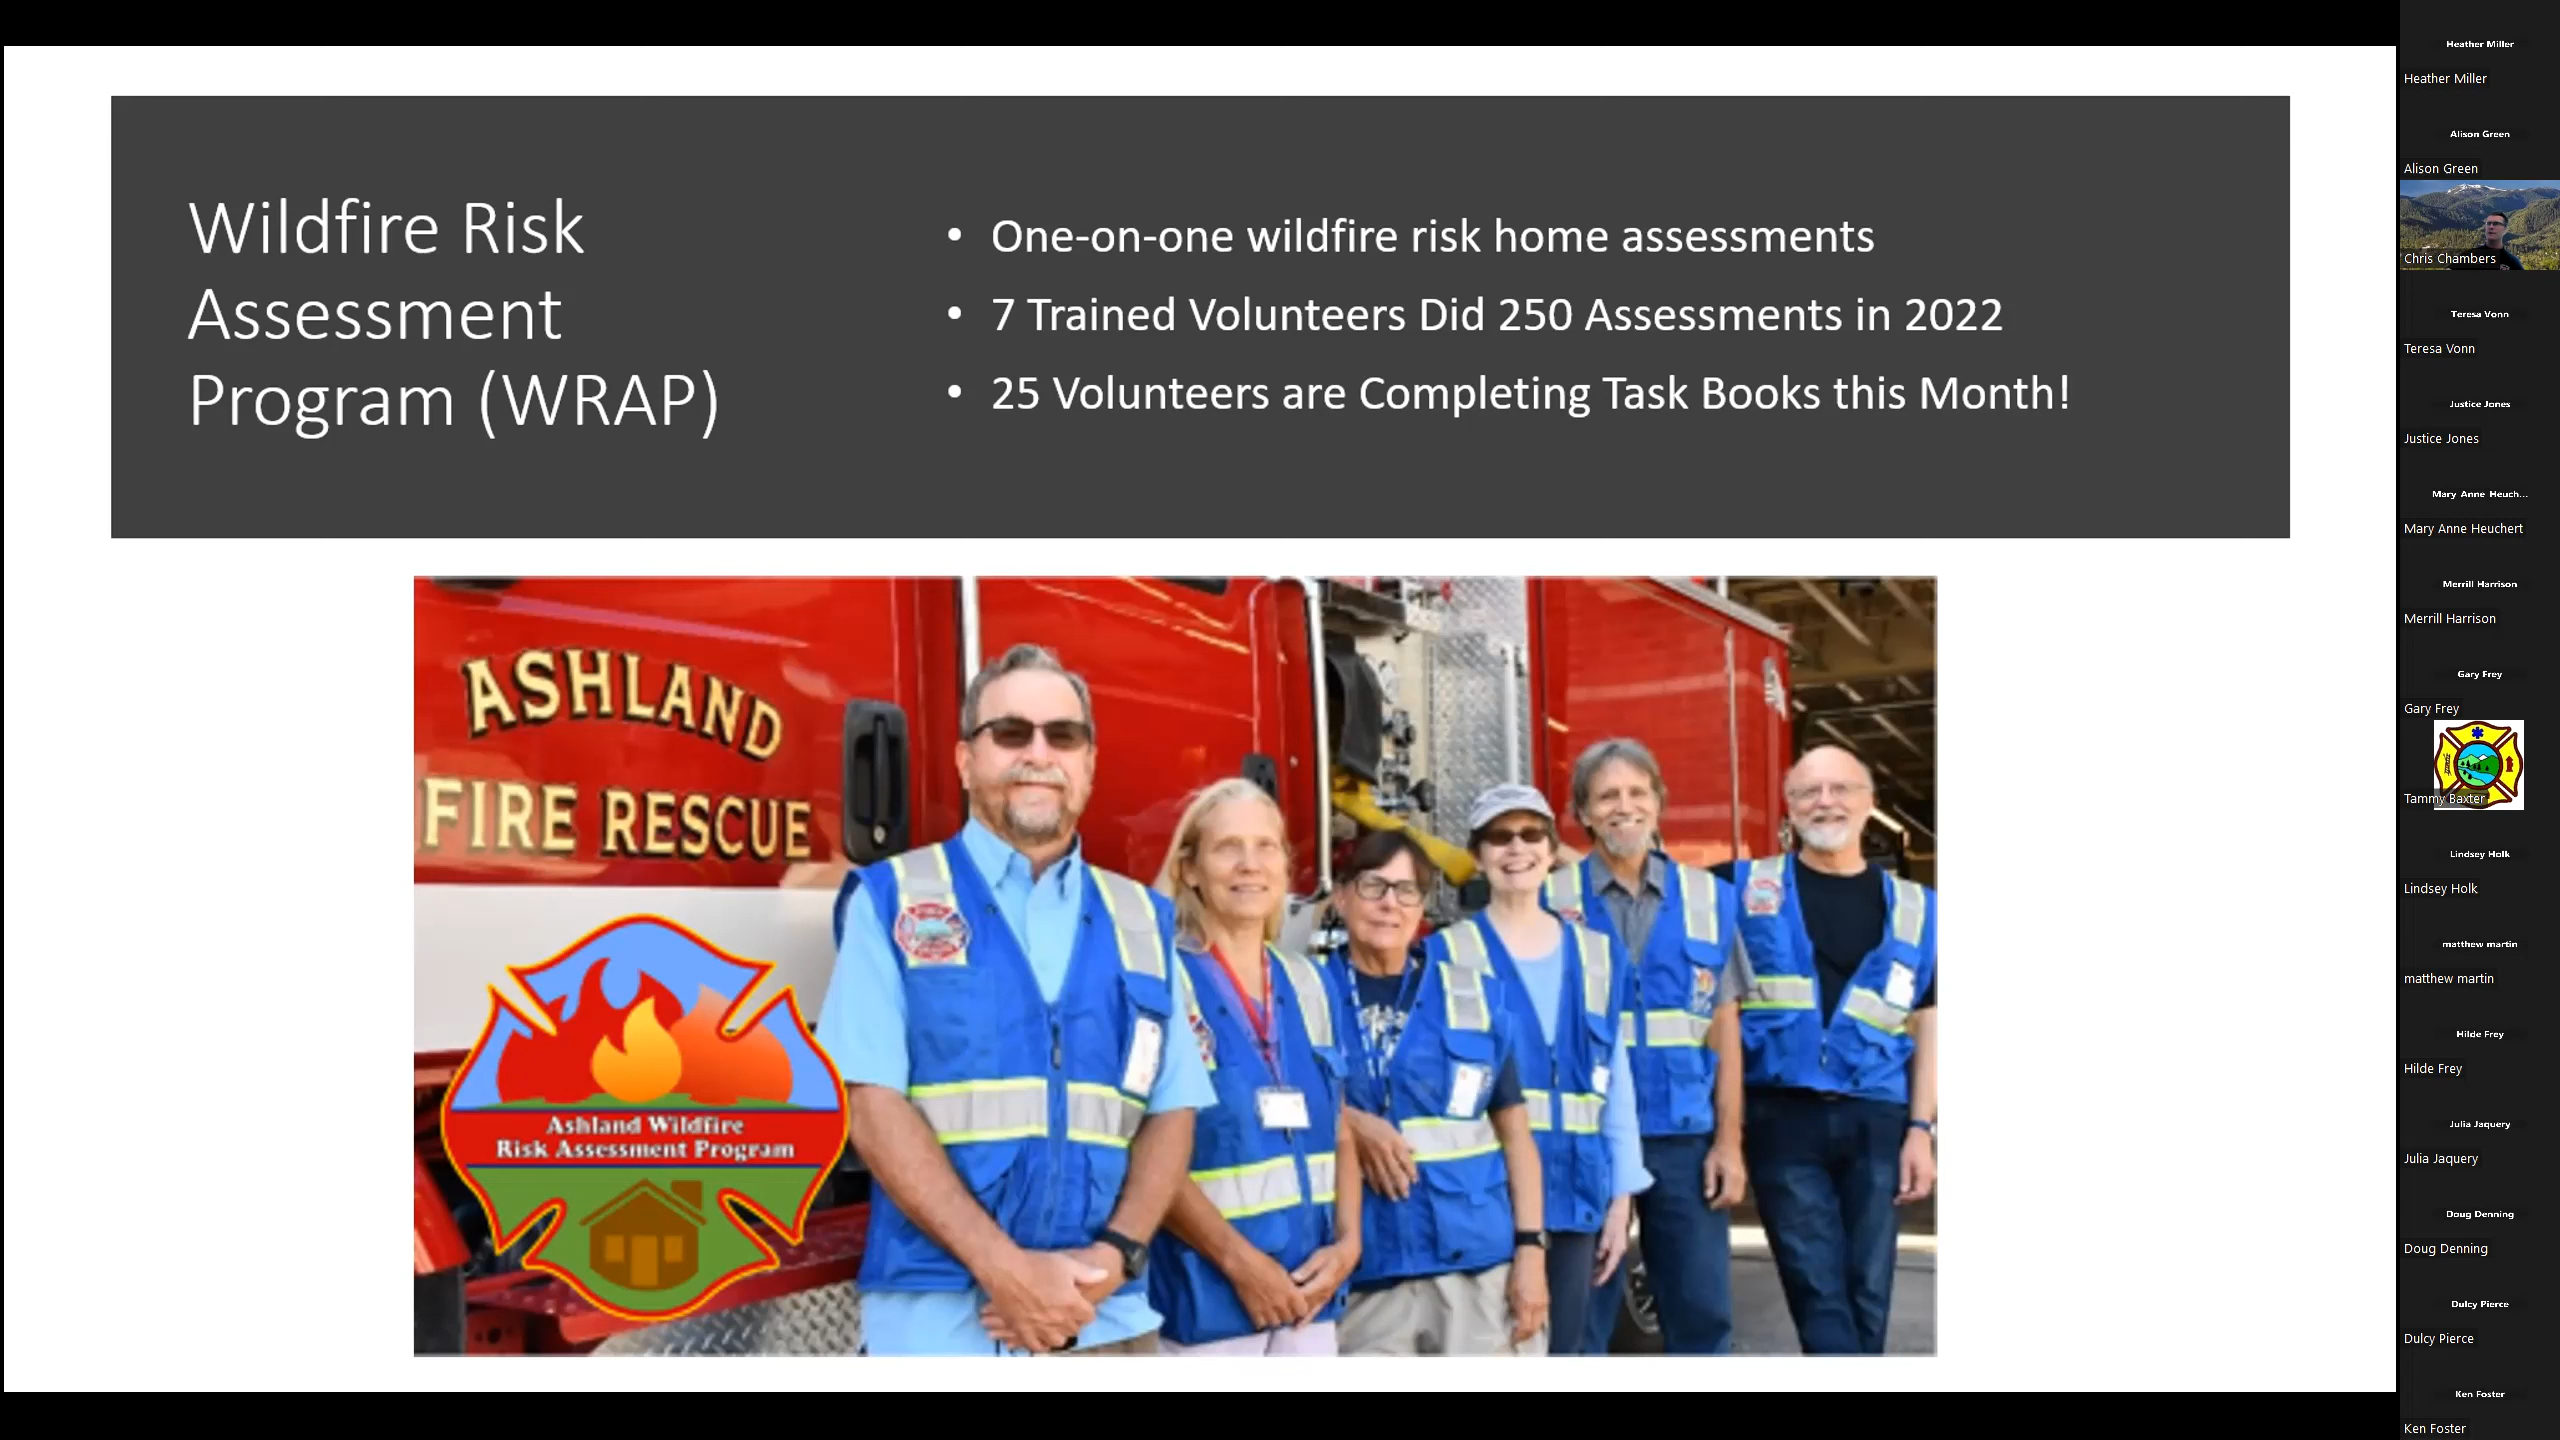 Wildfire Risk
Assessment
Program (WRAP)
• One-on-one wildfire risk home assessments
• 7 Trained Volunteers Did 250 Assessments in 2022
• 25 Volunteers are Completing Task Books this Month!
ASHLAND
FIRE RESCUE
Ashland Wildfire
Risk Assessment Program
Heather Miller
Heather Miller
Alison Green
Alison Green
Chris Chambers
Teresa Vonn
Teresa Vonn
Justice Jones
Justice Jones
Mary Anne Heuch...
Mary Anne Heuchert
Merrill Harrison
Merrill Harrison
Gary Frey
Gary Frey
Tammy Baxter
Lindsey Holk
Lindsey Holk
matthew martin
matthew martin
Hilde Frey
Hilde Frey
Julia Jaquery
Julia Jaquery
Doug Denning
Doug Denning
Dulcy Pierce
Dulcy Pierce
Ken Foster
Ken Foster